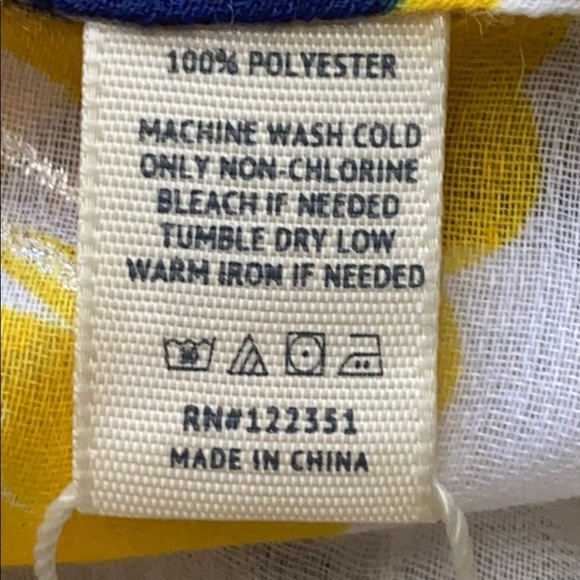 100% POLYESTER
MACHINE WASH COLD
ONLY NON-CHLORINE
BLEACH IF NEEDED
TUMBLE DRY LOW
WARM IRON IF NEEDED
RN#122351
MADE IN CHINA